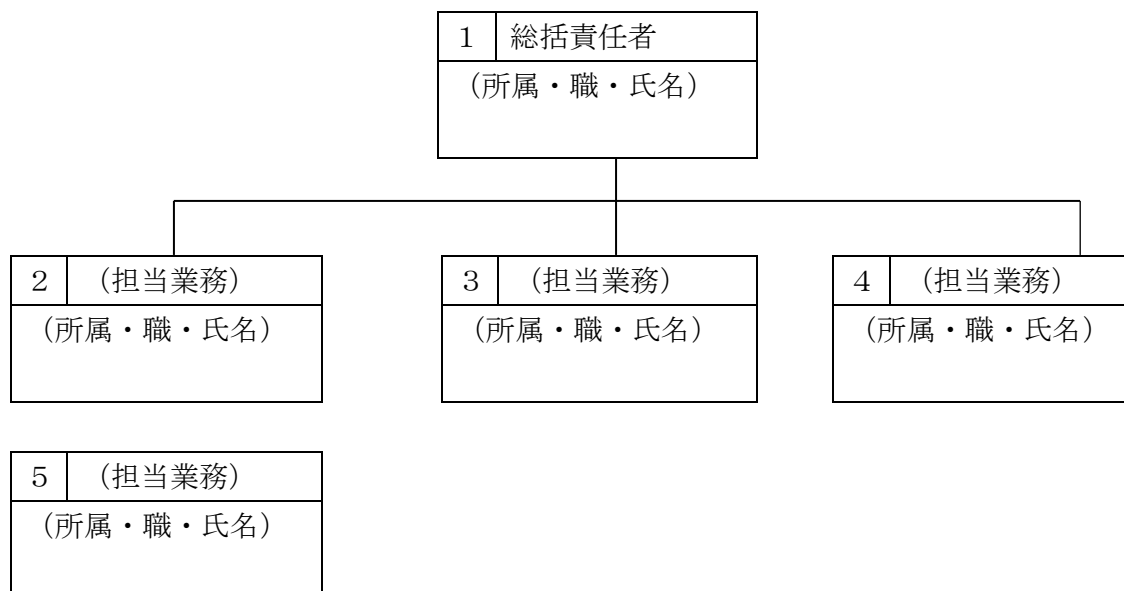 １ 総括責任者
（所属・職・氏名）
２ （担当業務）
（所属・職・氏名）
３ （担当業務）
（所属・職・氏名）
４ （担当業務）
（所属・職・氏名）
５ （担当業務）
（所属・職・氏名）